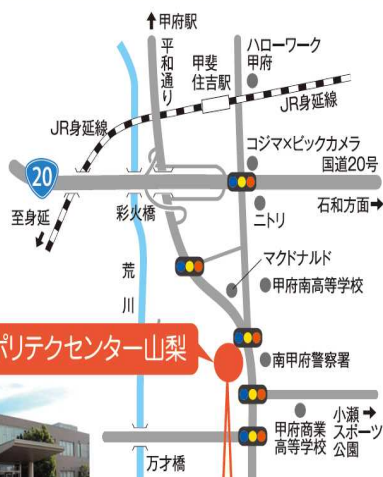 ↑甲府駅
平和通り
ハローワーク
甲府
甲斐
住吉駅
JR身延線
JR身延線
コジマ×ビックカメラ
国道20号
20
至身延
彩火橋
ニトリ
石和方面→
荒川
マクドナルド
甲府南高等学校
ポリテクセンター山梨
南甲府警察署
甲府商業
高等学校
小瀬→
スポーツ
公園
万才橋